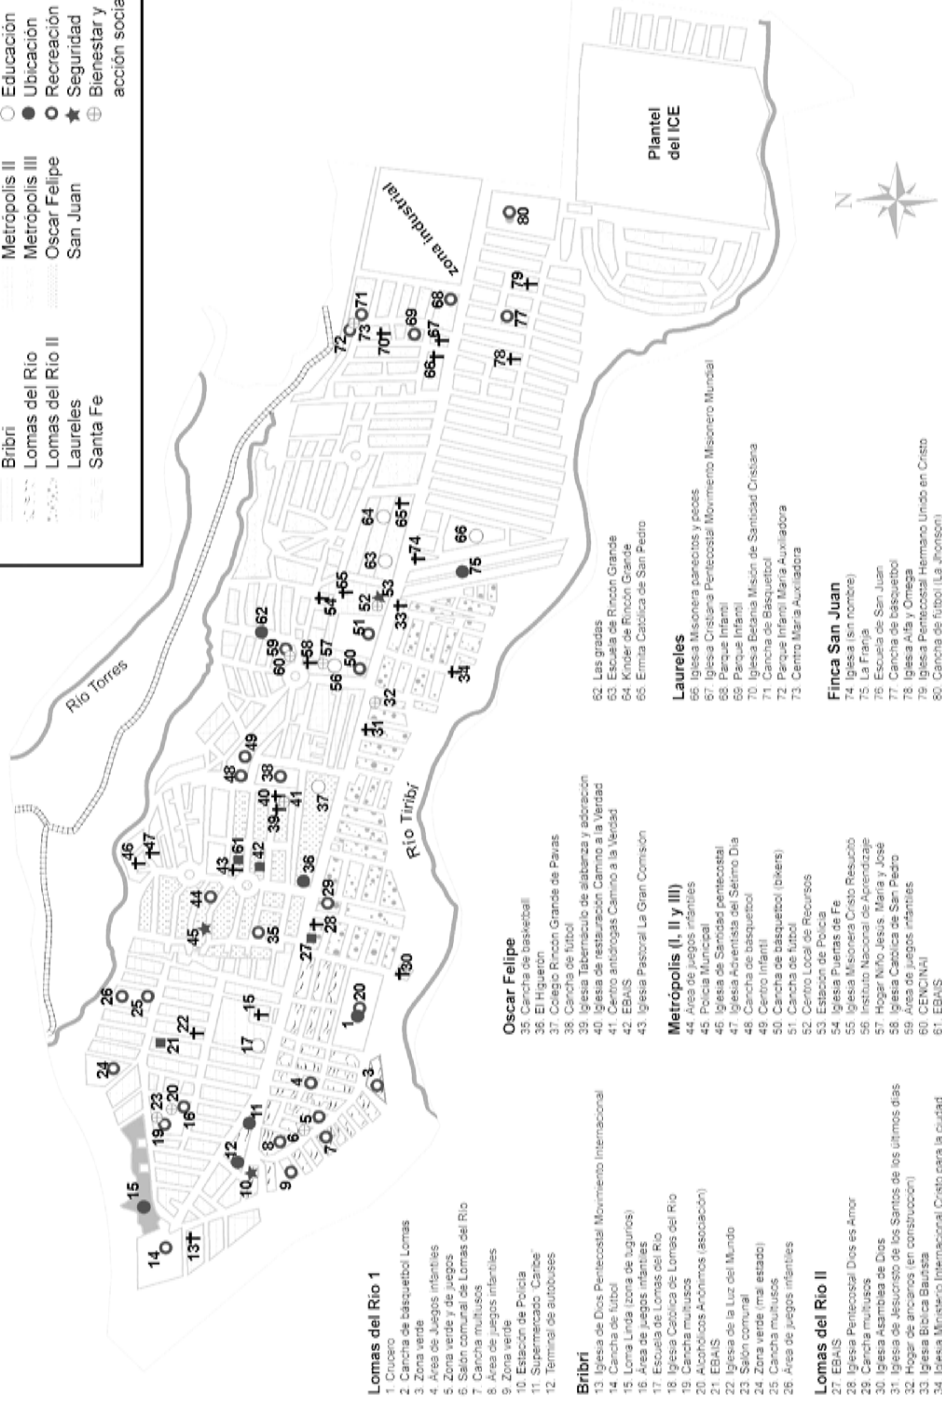 Bribri
Lomas del Río
Lomas del Río II
Laureles
Santa Fe
Metrópolis II
Metrópolis III
Oscar Felipe
San Juan
Educación
Ubicación
Recreación
Seguridad
Bienestar y
acción socia
Río Torres
Río Tiribí
zona industrial
Plantel
del ICE
N
Lomas del Río 1
1. Crucero
2. Cancha de básquetbol Lomas
3. Zona verde
4. Área de Juegos infantiles
5. Zona verde y de juegos
6. Salón comunal de Lomas del Río
7. Cancha multiusos
8. Área de juegos infantiles
9. Zona verde
10. Estación de Policía
11. Supermercado "Caribe"
12. Terminal de autobuses
Bribri
13. Iglesia de Dios Pentecostal Movimiento Internacional
14. Cancha de fútbol
15. Loma Linda (zona de tugurios)
16. Área de juegos infantiles
17. Escuela de Lomas del Río
18. Iglesia Católica de Lomas del Río
19. Cancha multiusos
20. Alcohólicos Anónimos (asociación)
21. EBAIS
22. Iglesia de la Luz del Mundo
23. Salón comunal
24. Zona verde (mal estado)
25. Cancha multiusos
26. Área de juegos infantiles
Lomas del Río II
27. EBAIS
28. Iglesia Pentecostal Dios es Amor
29. Cancha multiusos
30. Iglesia Asamblea de Dios
31. Iglesia de Jesucristo de los Santos de los últimos días
32. Hogar de ancianos (en construcción)
33. Iglesia Bíblica Bautista
34. Iglesia Ministerio Internacional Cristo para la ciudad
Oscar Felipe
35. Cancha de basketball
36. El Higuerón
37. Colegio Rincón Grande de Pavas
38. Cancha de fútbol
39. Iglesia Tabernáculo de alabanza y adoración
40. Iglesia de restauración Camino a la Verdad
41. Centro antidrogas Camino a la Verdad
42. EBAIS
43. Iglesia Pastoral La Gran Comisión
Metrópolis (I, II y III)
44. Área de juegos infantiles
45. Policía Municipal
46. Iglesia de Santidad pentecostal
47. Iglesia Adventista del Sétimo Día
48. Cancha de básquetbol
49. Centro Infantil
50. Cancha de básquetbol (bikers)
51. Cancha de fútbol
52. Centro Local de Recursos
53. Estación de Policía
54. Iglesia Puertas de Fe
55. Iglesia Misionera Cristo Resucitó
56. Instituto Nacional de Aprendizaje
57. Hogar Niño Jesús, María y José
58. Iglesia Católica de San Pedro
59. Área de juegos infantiles
60. CENCINAI
61. EBAIS
62. Las gradas
63. Escuela de Rincón Grande
64. Kinder de Rincón Grande
65. Ermita Católica de San Pedro
Laureles
66. Iglesia Misionera panecitos y peces
67. Iglesia Cristiana Pentecostal Movimiento Misionero Mundial
68. Parque Infantil
69. Parque Infantil
70. Iglesia Betania Misión de Santidad Cristiana
71. Cancha de Básquetbol
72. Parque Infantil María Auxiliadora
73. Centro María Auxiliadora
Finca San Juan
74. Iglesia (sin nombre)
75. La Franja
76. Escuela de San Juan
77. Cancha de básquetbol
78. Iglesia Alfa y Omega
79. Iglesia Pentecostal Hermano Unido en Cristo
80. Cancha de fútbol (La Jhonson)